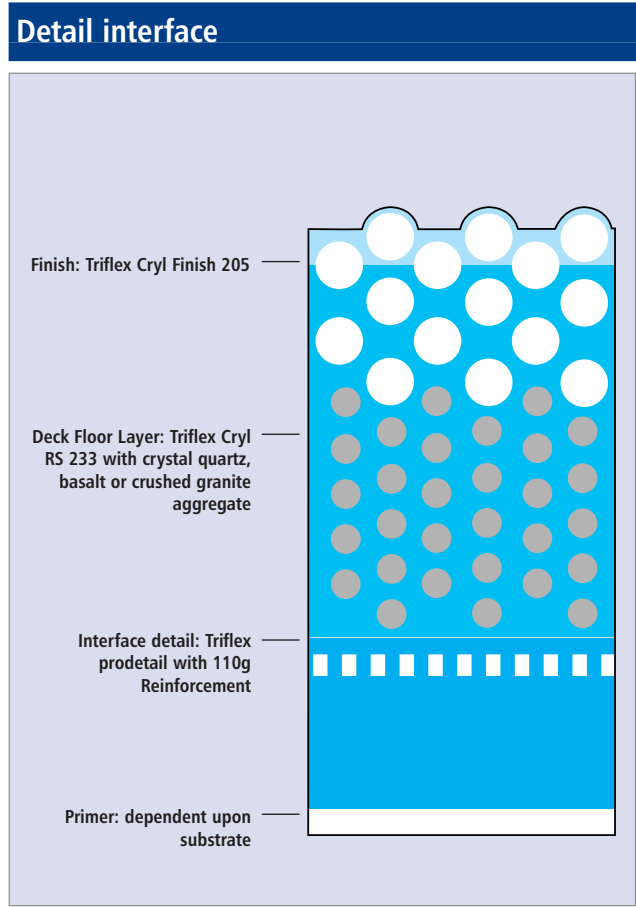 Detail interface
Finish: Triflex Cryl Finish 205
Deck Floor Layer: Triflex Cryl
RS 233 with crystal quartz,
basalt or crushed granite
aggregate
Interface detail: Triflex
prodetail with 110g
Reinforcement
Primer: dependent upon
substrate